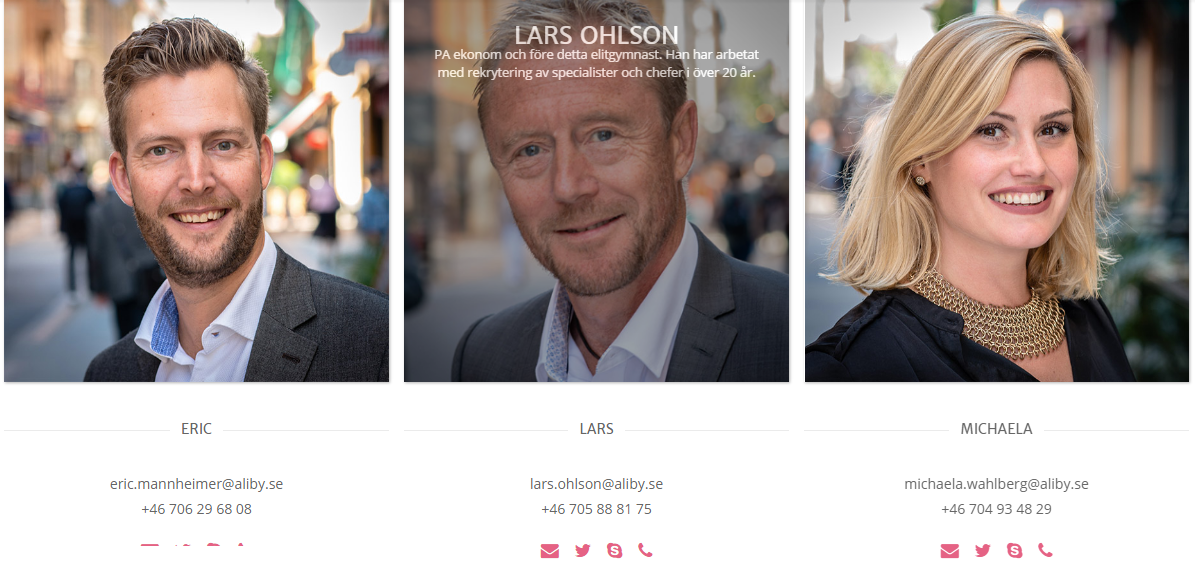 LARS OHLSON
PA ekonom och före detta elitgymnast. Han har arbetat
med rekrytering av specialister och chefer i över 20 år.
ERIC
eric.mannheimer@aliby.se
+46 706 29 68 08
LARS
lars.ohlson@aliby.se
+46 705 88 81 75
MICHAELA
michaela.wahlberg@aliby.se
+46 704 93 48 29